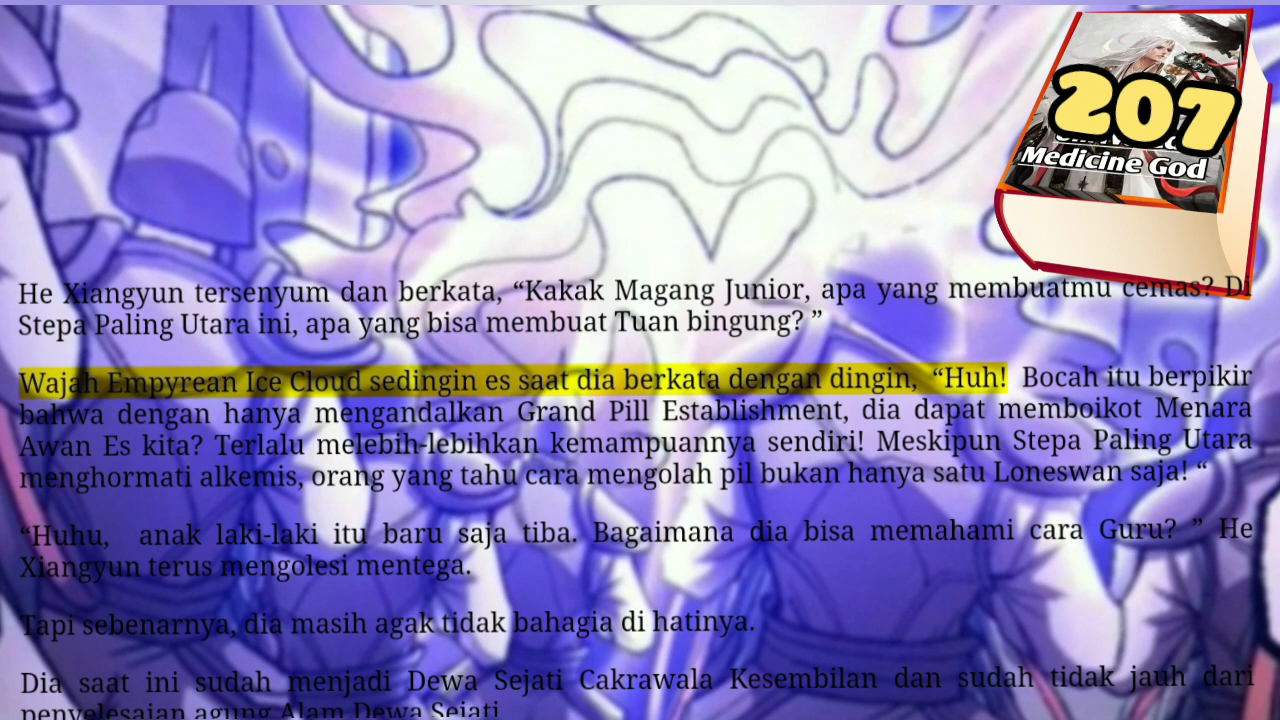 207
Medicine God
He Xiangyun tersenyum dan berkata, “Kakak Magang Junior, apa yang membuatmu cemas? Di
Stepa Paling Utara ini, apa yang bisa membuat Tuan bingung? ”
Wajah Empyrean Ice Cloud sedingin es saat dia berkata dengan dingin, “Huh! Bocah itu berpikir
bahwa dengan hanya mengandalkan Grand Pill Establishment, dia dapat memboikot Menara
Awan Es kita? Terlalu melebih-lebihkan kemampuannya sendiri! Meskipun Stepa Paling Utara
menghormati alkemis, orang yang tahu cara mengolah pil bukan hanya satu Loneswan saja! “
“Huhu, anak laki-laki itu baru saja tiba. Bagaimana dia bisa memahami cara Guru? ” He
Xiangyun terus mengolesi mentega.
Tapi sebenarnya, dia masih agak tidak bahagia di hatinya.
Dia saat ini sudah menjadi Dewa Sejati Cakrawala Kesembilan dan sudah tidak jauh dari
penyelesaian agung Alam Dewa Sejati